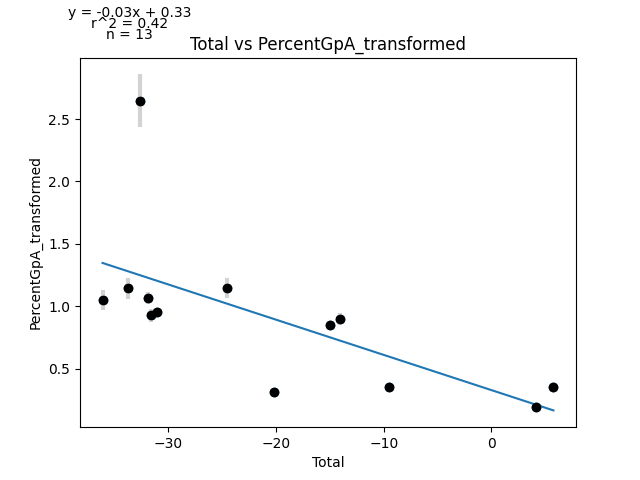 y = -0.03x + 0.33
r^2 = 0.42
n = 13
Total vs PercentGpA_transformed
PercentGpA_transformed
2.5
2.0
1.5
1.0
0.5
−30
−20
−10
0
Total